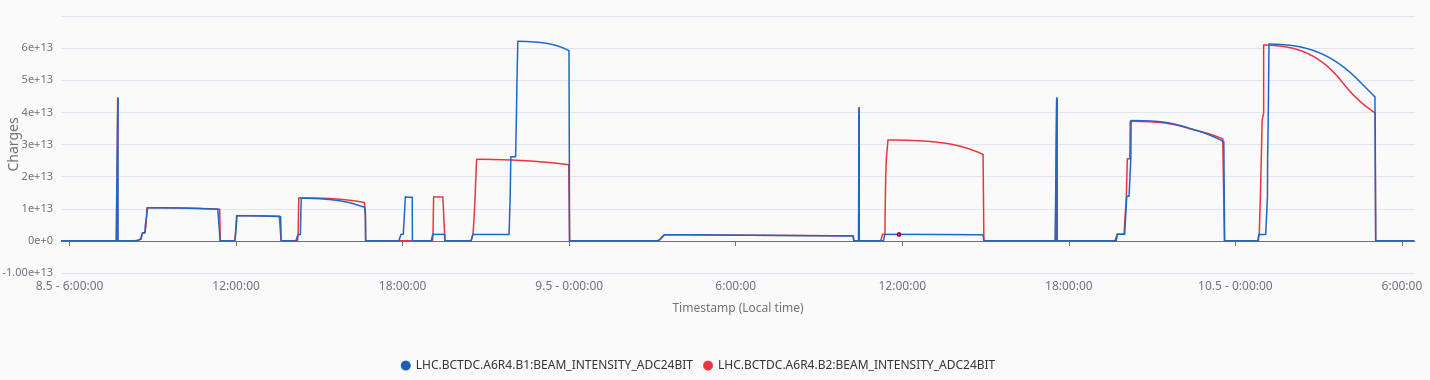 6e+13
5e+13
4e+13
3e+13
2e+13
1e+13
0e+0
-1.00e+13
Charges
8.5 - 6:00:00 12:00:00 18:00:00 9.5 - 0:00:00 6:00:00 12:00:00 18:00:00 10.5 - 0:00:00 6:00:00
Timestamp (Local time)
LHC.BCTDC.A6R4.B1:BEAM_INTENSITY_ADC24BIT LHC.BCTDC.A6R4.B2:BEAM_INTENSITY_ADC24BIT